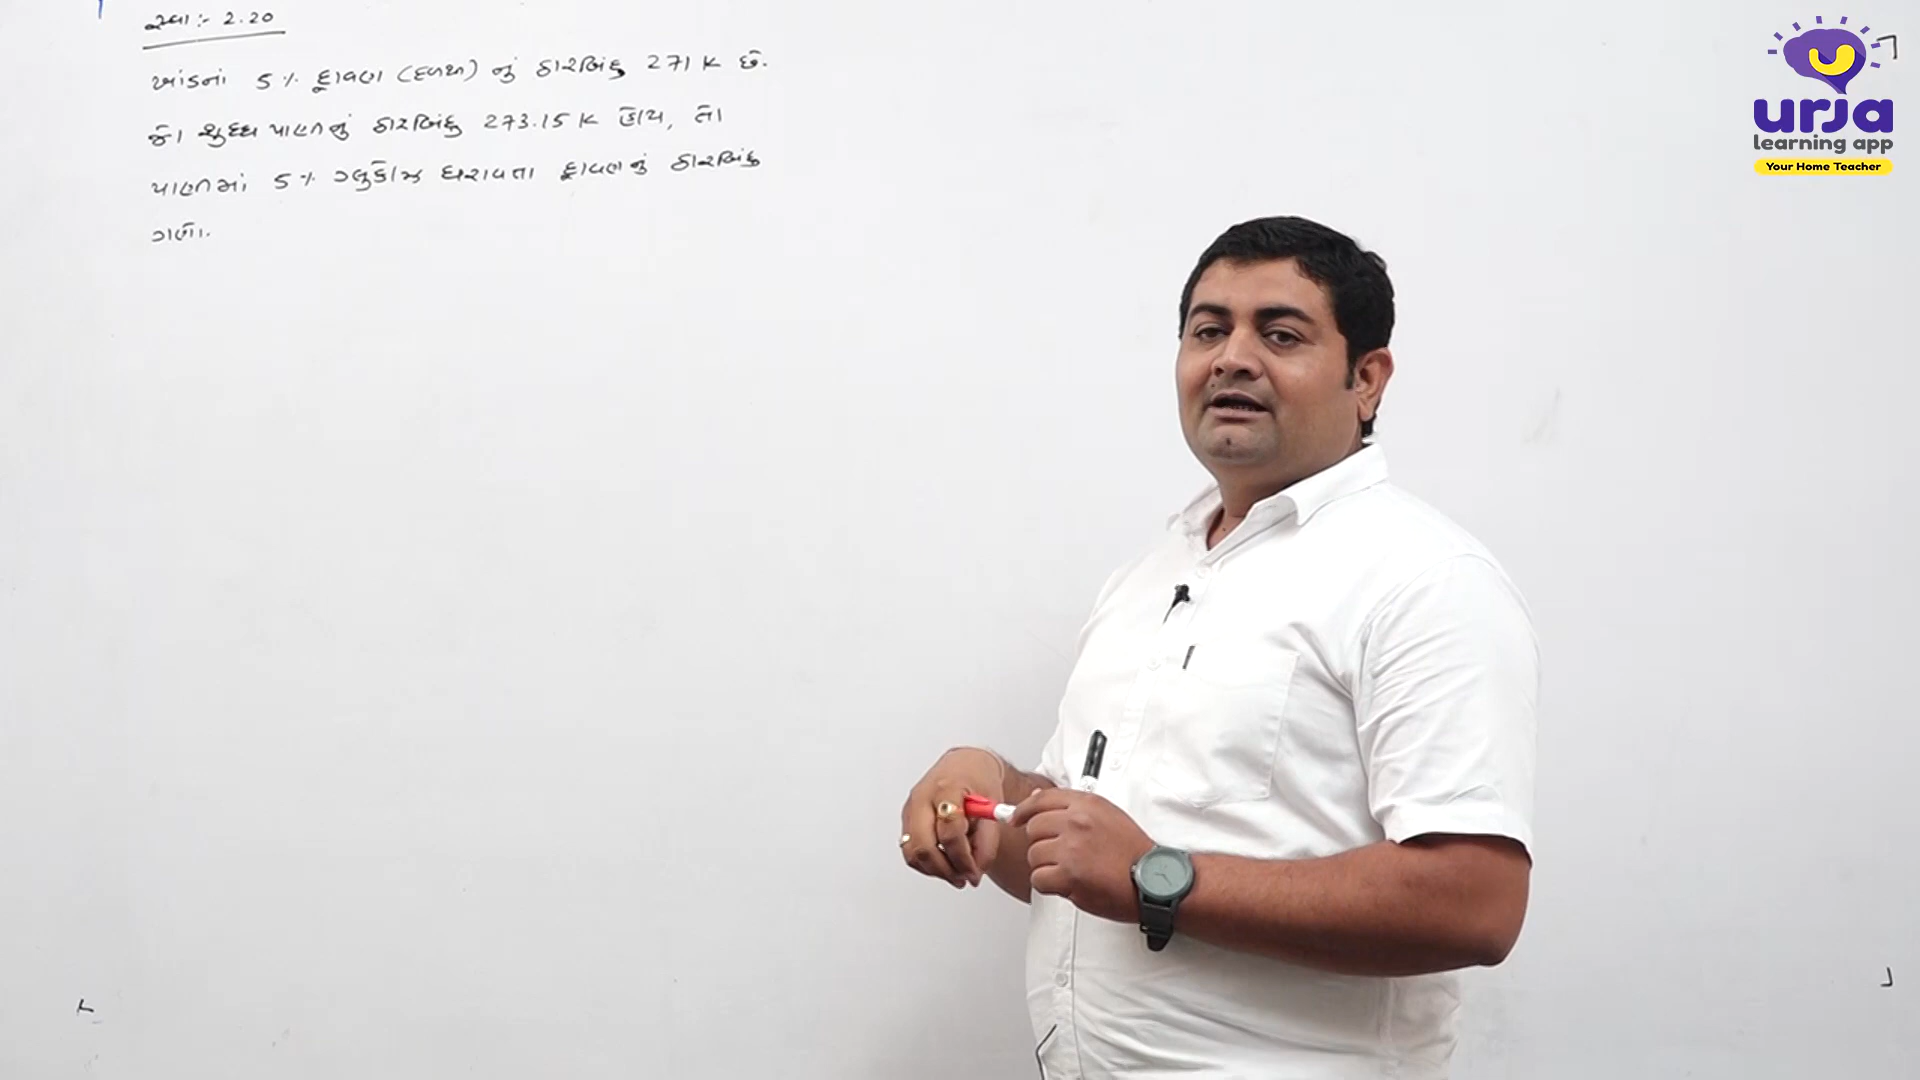 સ્વા :- 2.20
ખાંડનાં 5 % દ્રાવણ (દળથી) નું ઠારબિંદુ 271 K છે.
જો શુધ્ધ પાણીનું ઠારબિંદુ 273.15 K હોય, તો
પાણીમાં 5 % ગ્લુકોઝ ધરાવતા દ્રાવણનું ઠારબિંદુ
ગણો.
urja
learning app
Your Home Teacher